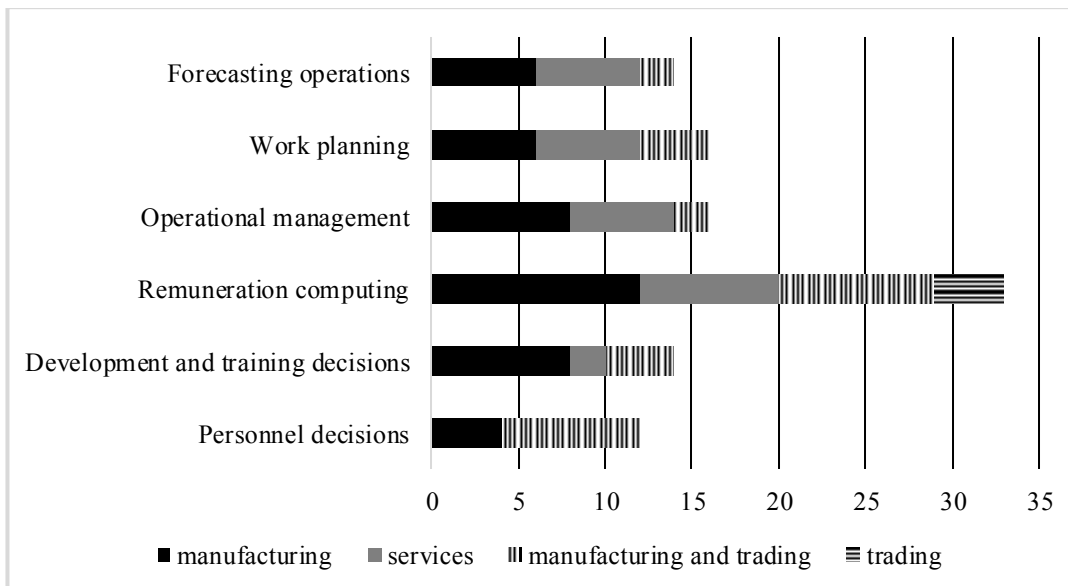 Forecasting operations
Work planning
Operational management
Remuneration computing
Development and training decisions
Personnel decisions
0 5 10 15 20 25 30 35
manufacturing services manufacturing and trading trading